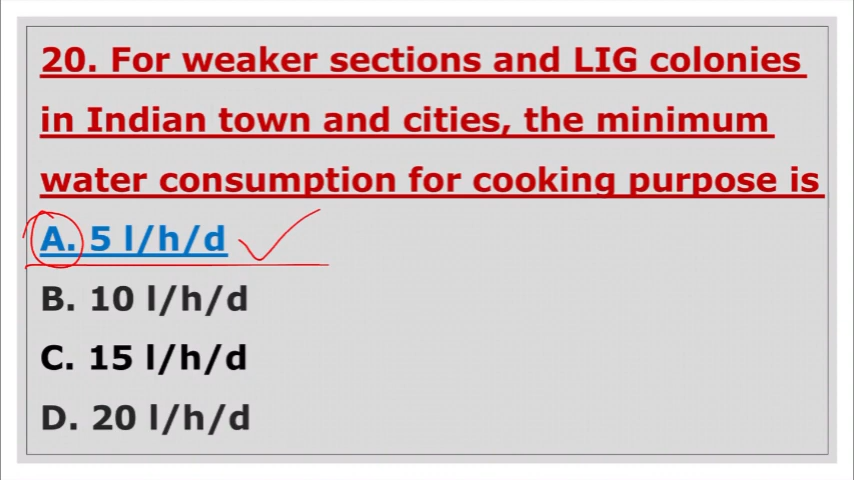 20. For weaker sections and LIG colonies
in Indian town and cities, the minimum
water consumption for cooking purpose is
A. 5 l/h/d
B. 10 l/h/d
C. 15 l/h/d
D. 20 l/h/d